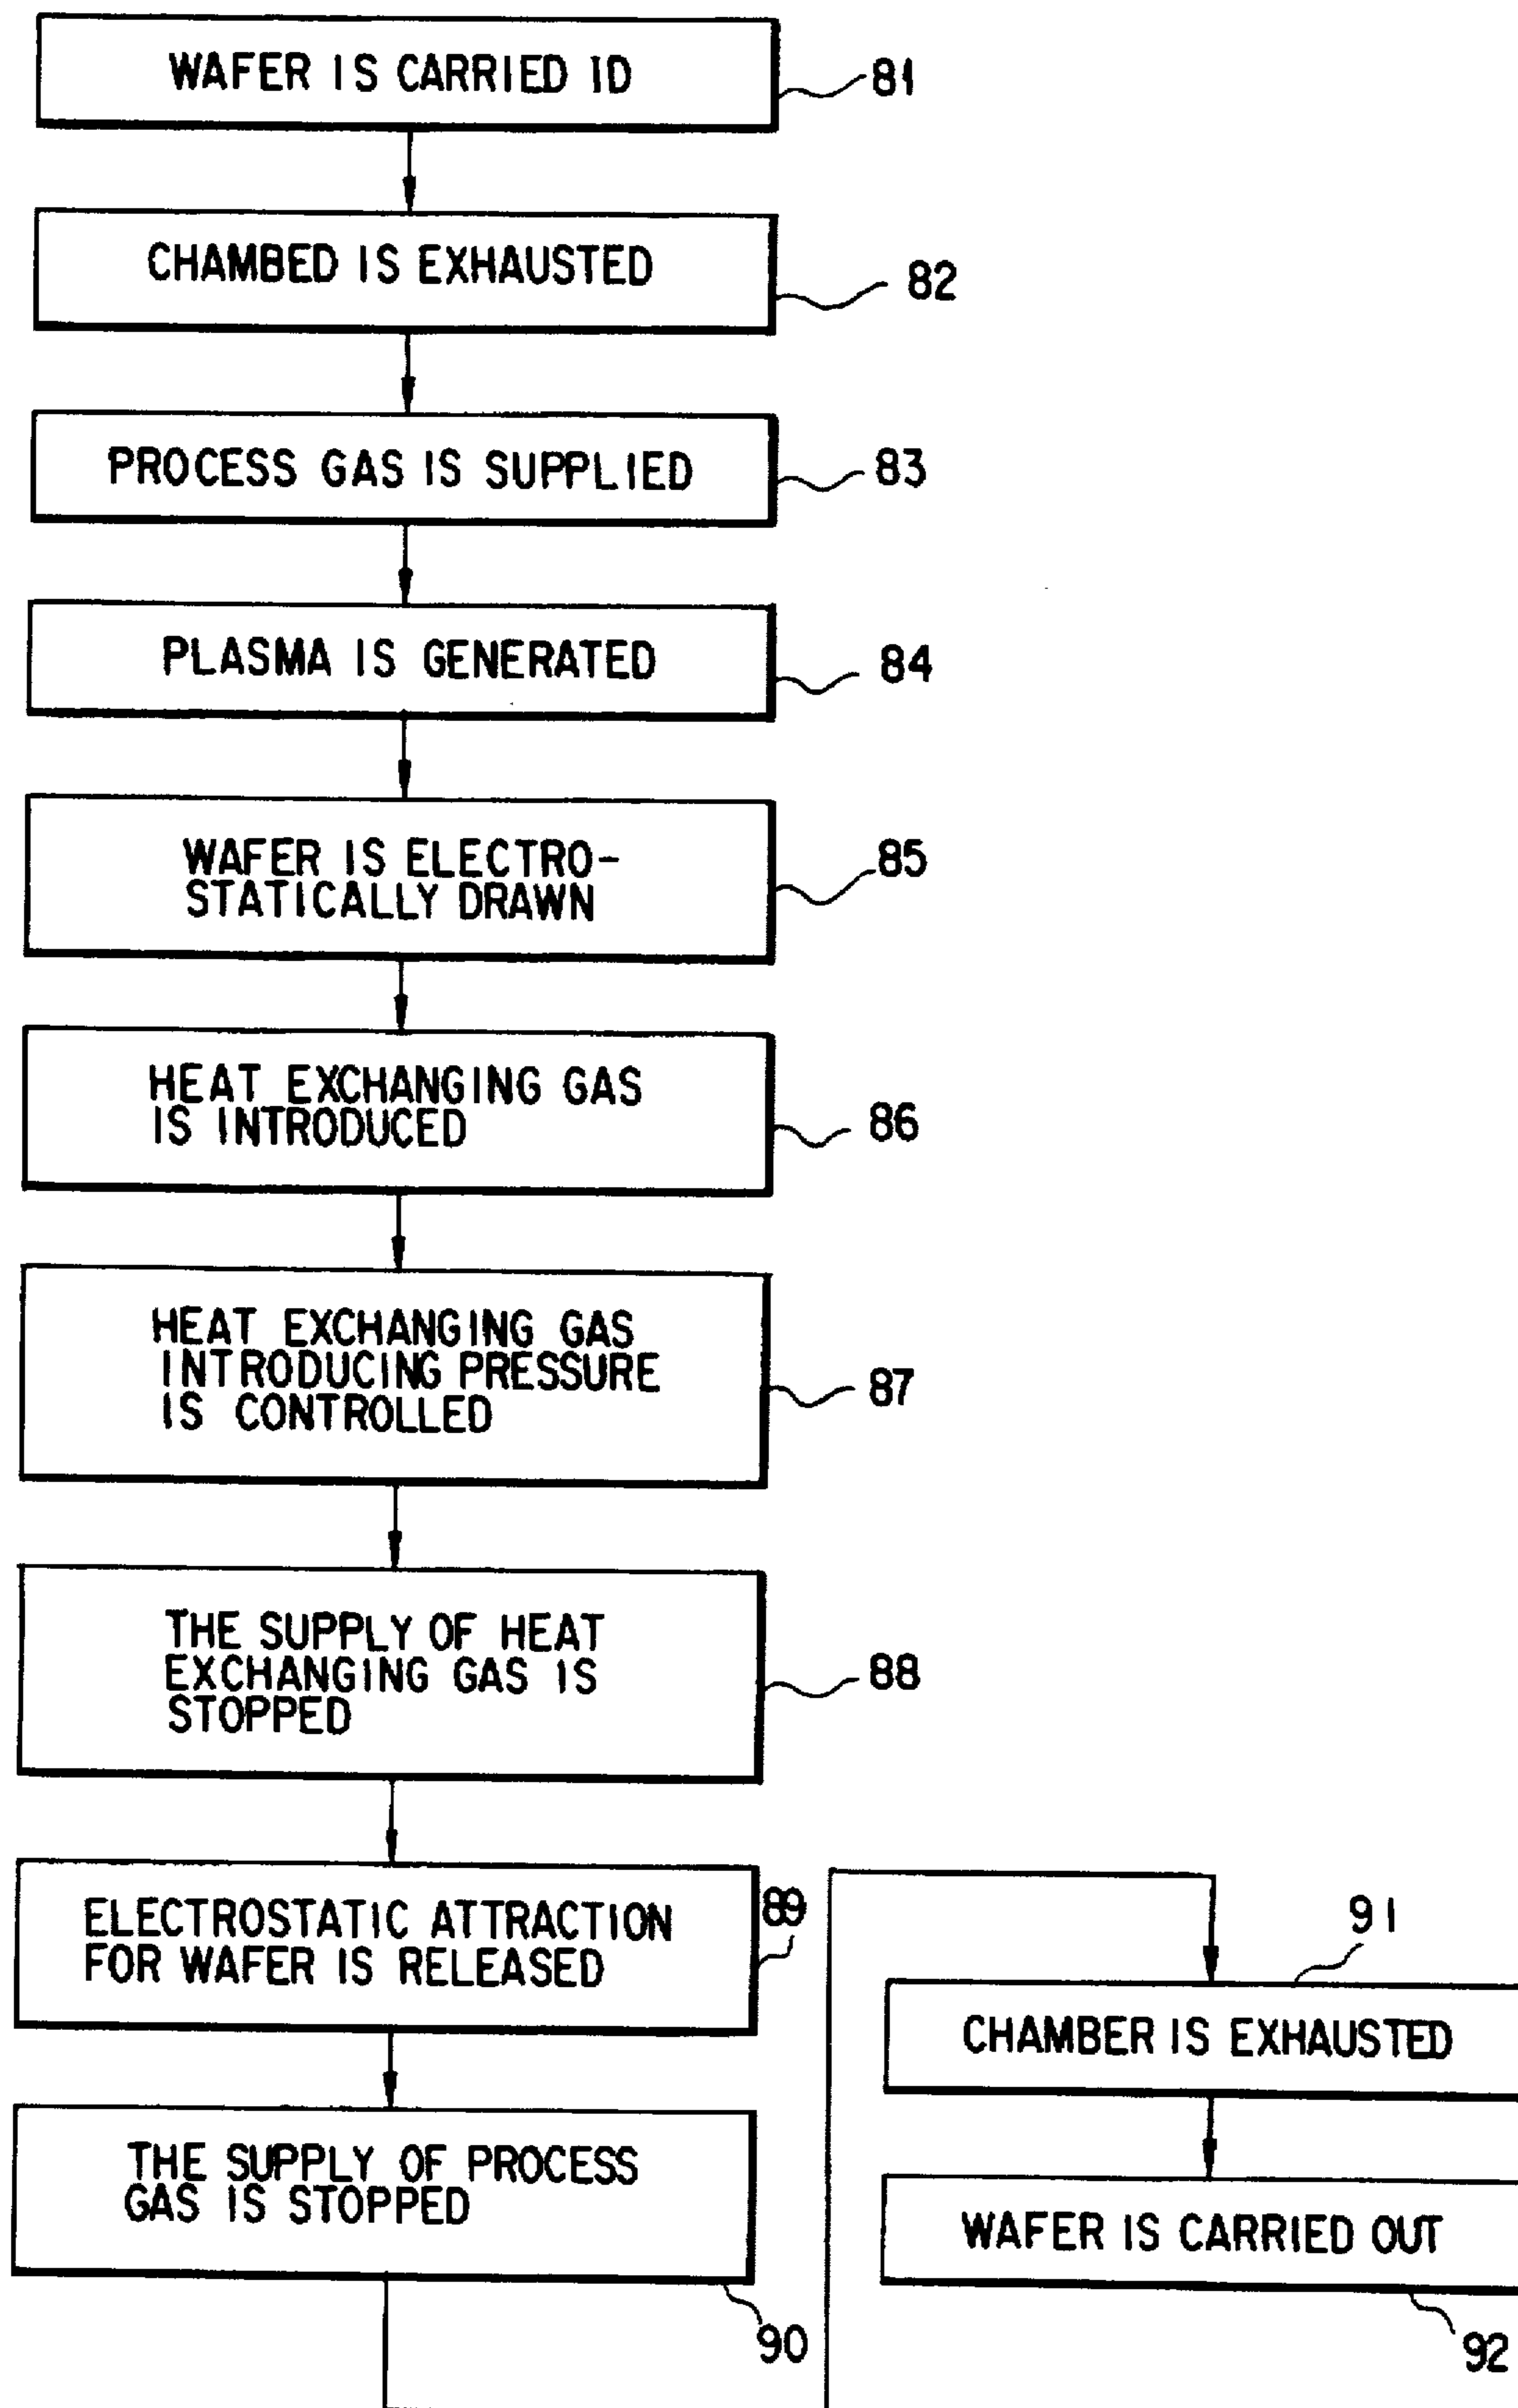 WAFER IS CARRIED ID
81
CHAMBED IS EXHAUSTED
82
PROCESS GAS IS SUPPLIED
83
PLASMA IS GENERATED
84
WAFER IS ELECTRO-
STATICALLY DRAWN
85
HEAT EXCHANGING GAS
IS INTRODUCED
86
HEAT EXCHANGING GAS
INTRODUCING PRESSURE
IS CONTROLLED
87
THE SUPPLY OF HEAT
EXCHANGING GAS IS
STOPPED
88
ELECTROSTATIC ATTRACTION
FOR WAFER IS RELEASED
89
THE SUPPLY OF PROCESS
GAS IS STOPPED
90
91
CHAMBER IS EXHAUSTED
WAFER IS CARRIED OUT
92